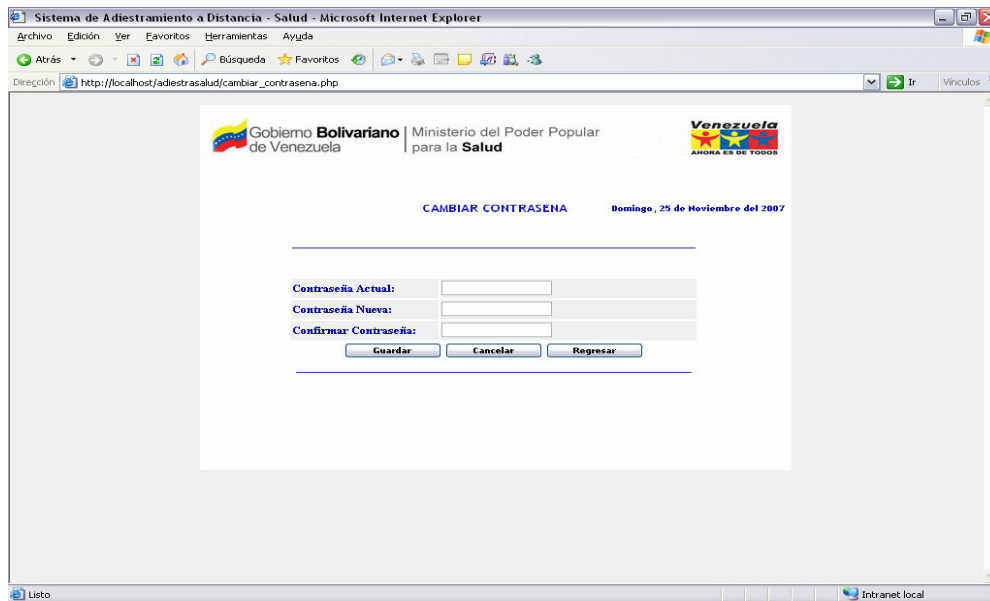 Sistema de Adiestramiento a Distancia - Salud - Microsoft Internet Explorer
Archivo Edición Ver Favoritos Herramientas Ayuda
Atrás Búsqueda Favoritos
Dirección http://localhost/adiestrasalud/cambiar_contrasena.php Ir Vínculos
Gobierno Bolivariano de Venezuela
Ministerio del Poder Popular para la Salud
Venezuela
AHORA ES DE TODOS
CAMBIAR CONTRASENA Domingo, 25 de Noviembre del 2007
Contraseña Actual:
Contraseña Nueva:
Confirmar Contraseña:
Guardar Cancelar Regresar
Listo Intranet local